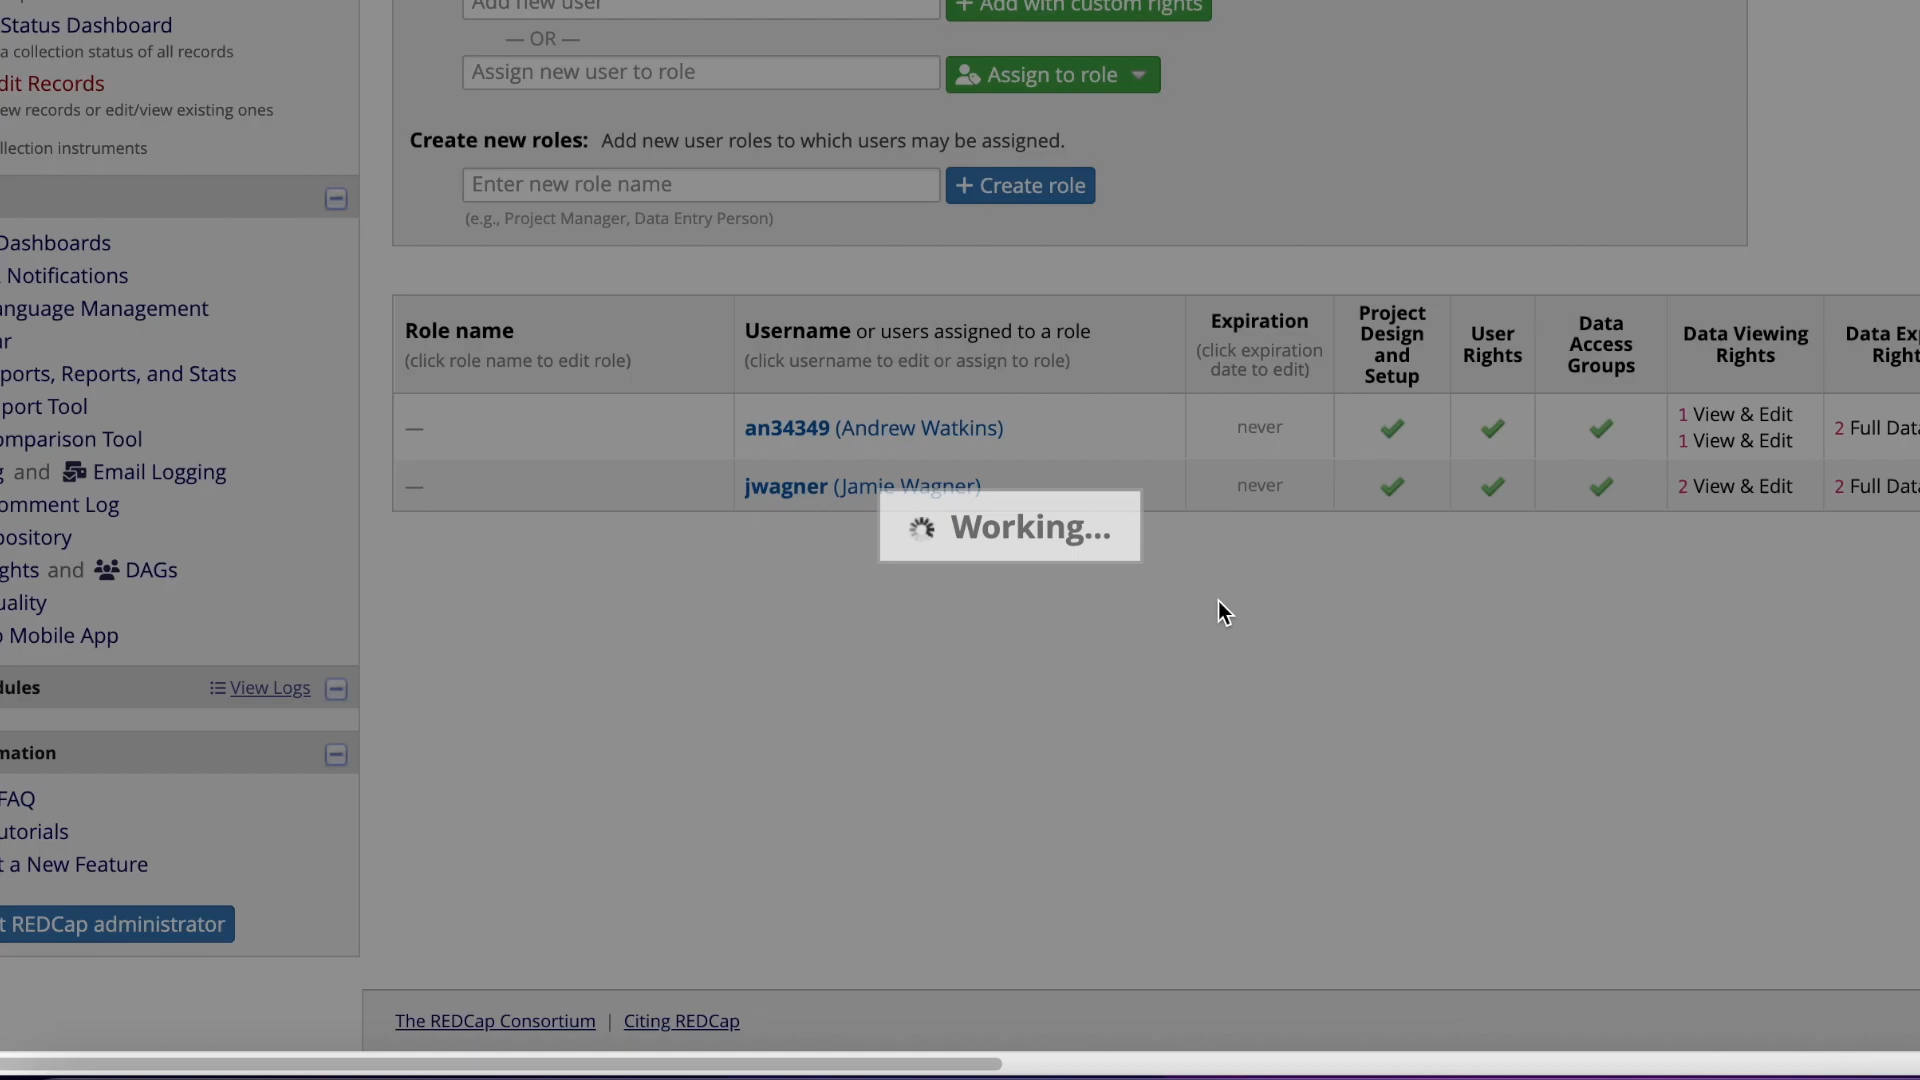 Status Dashboard
a collection status of all records
dit Records
ew records or edit/view existing ones
llection instruments
Dashboards
Notifications
anguage Management
ar
ports, Reports, and Stats
port Tool
omparison Tool
g and Email Logging
omment Log
pository
ghts and DAGs
uality
o Mobile App
dules View Logs
mation
FAQ
utorials
t a New Feature
t REDCap administrator
Add new user
+ Add with custom rights
— OR —
Assign new user to role
Assign to role
Create new roles: Add new user roles to which users may be assigned.
Enter new role name
+ Create role
(e.g., Project Manager, Data Entry Person)
Role name
(click role name to edit role)
Username or users assigned to a role
(click username to edit or assign to role)
Expiration
(click expiration
date to edit)
Project
Design
and
Setup
User
Rights
Data
Access
Groups
Data Viewing
Rights
Data Exp
Right
— an34349 (Andrew Watkins) never
1 View & Edit
1 View & Edit
2 Full Data
— jwagner (Jamie Wagner) never 2 View & Edit 2 Full Data
Working...
The REDCap Consortium | Citing REDCap